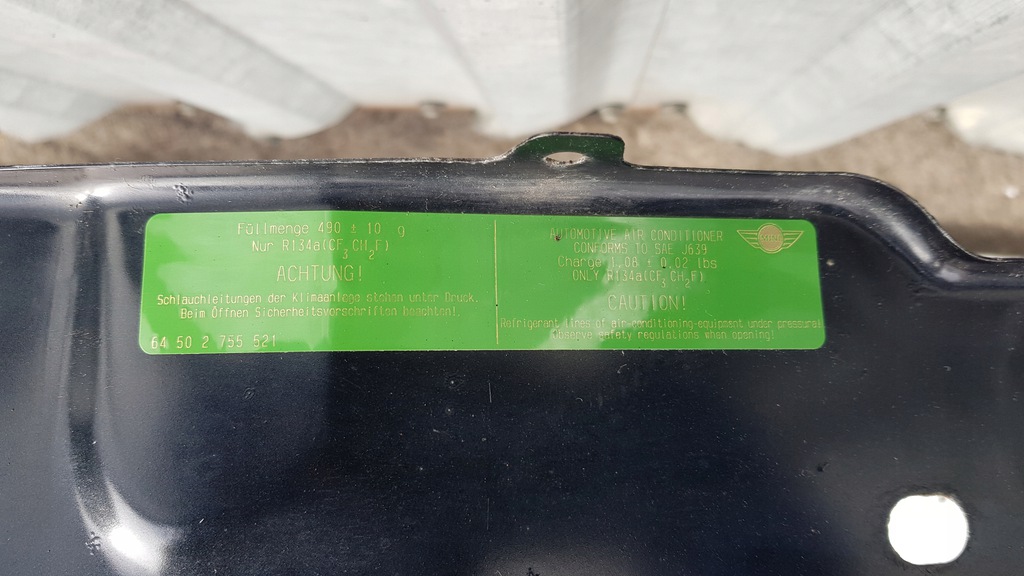 Füllmenge 490 ± 10 g
Nur R134a(CF3CH2F)
ACHTUNG!
Schlauchleitungen der Klimaanlage stehen unter Druck.
Beim Öffnen Sicherheitsvorschriften beachten!
64 50 2 755 521
AUTOMOTIVE AIR CONDITIONER
CONFORMS TO SAE J639
Charge 1.08 ± 0.02 lbs
ONLY R134a(CF3CH2F)
CAUTION!
Refrigerant lines of air-conditioning-equipment under pressure!
Observe safety regulations when opening!
MINI